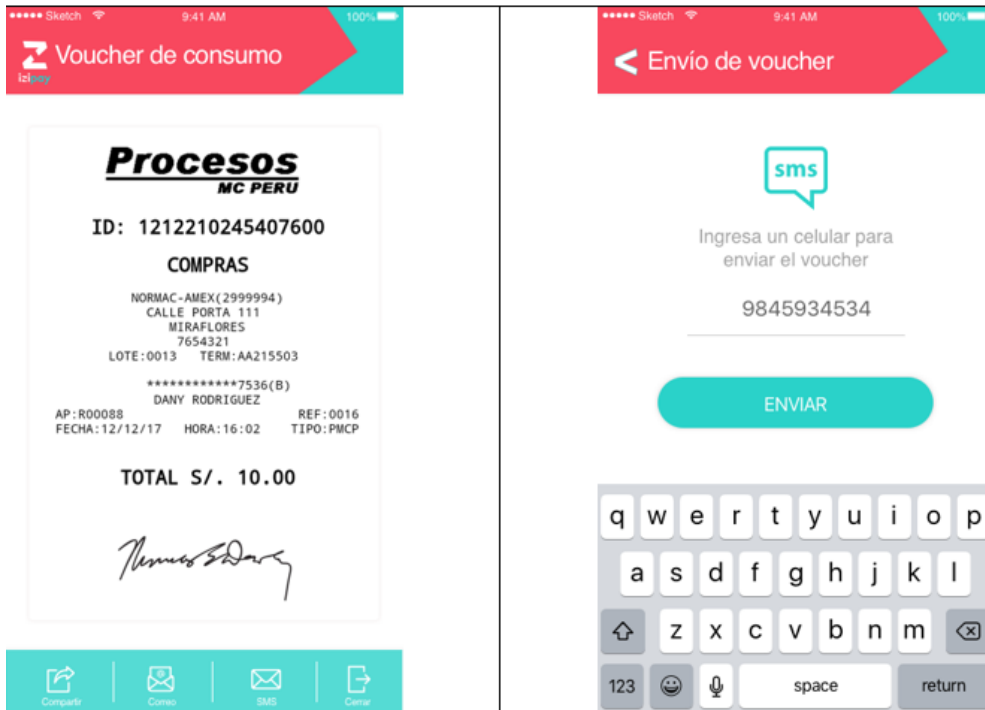 Sketch 9:41 AM 100%
Voucher de consumo
izipay
Procesos
MC PERU
ID: 1212210245407600
COMPRAS
NORMAC-AMEX(2999994)
CALLE PORTA 111
MIRAFLORES
7654321
LOTE:0013 TERM:AA215503
************7536(B)
DANY RODRIGUEZ
AP:R00088 REF:0016
FECHA:12/12/17 HORA:16:02 TIPO:PMCP
TOTAL S/. 10.00
Compartir Correo SMS Cerrar
Sketch 9:41 AM 100%
< Envío de voucher
sms
Ingresa un celular para
enviar el voucher
9845934534
ENVIAR
q w e r t y u i o p
a s d f g h j k l
z x c v b n m
123 space return